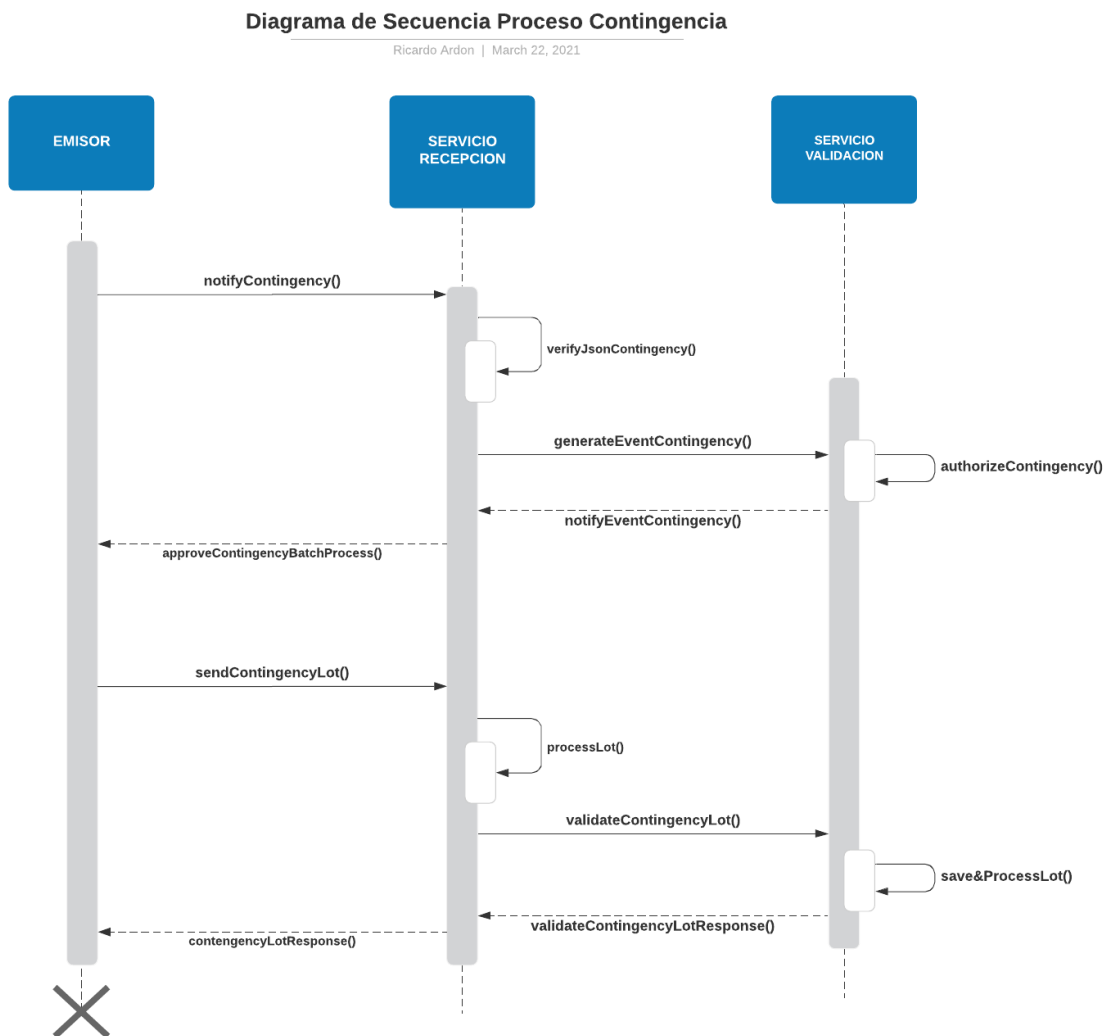 Diagrama de Secuencia Proceso Contingencia
Ricardo Ardon | March 22, 2021
EMISOR
SERVICIO
RECEPCION
SERVICIO
VALIDACION
notifyContingency()
verifyJsonContingency()
generateEventContingency()
authorizeContingency()
notifyEventContingency()
approveContingencyBatchProcess()
sendContingencyLot()
processLot()
validateContingencyLot()
save&ProcessLot()
validateContingencyLotResponse()
contengencyLotResponse()